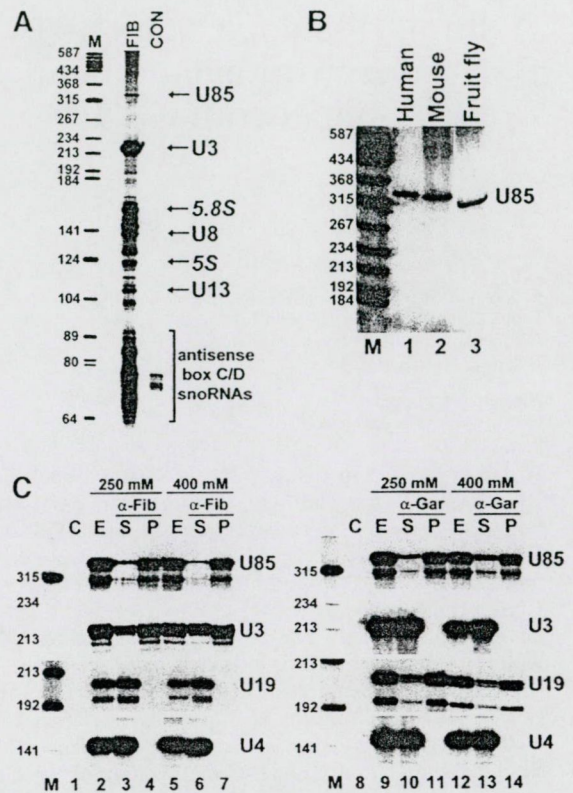 A
M FIB CON
587
434
368
315
267
234
213
192
184
141
124
104
89
80
64
U85
U3
5.8S
U8
5S
U13
antisense
box C/D
snoRNAs
B
Human Mouse Fruit fly
587
434
368
315
267
234
213
192
184
U85
M 1 2 3
C
250 mM 400 mM
α-Fib α-Fib
C E S P E S P
315
234
213
213
192
141
U85
U3
U19
U4
M 1 2 3 4 5 6 7
250 mM 400 mM
α-Gar α-Gar
C E S P E S P
315
234
213
213
192
141
U85
U3
U19
U4
M 8 9 10 11 12 13 14